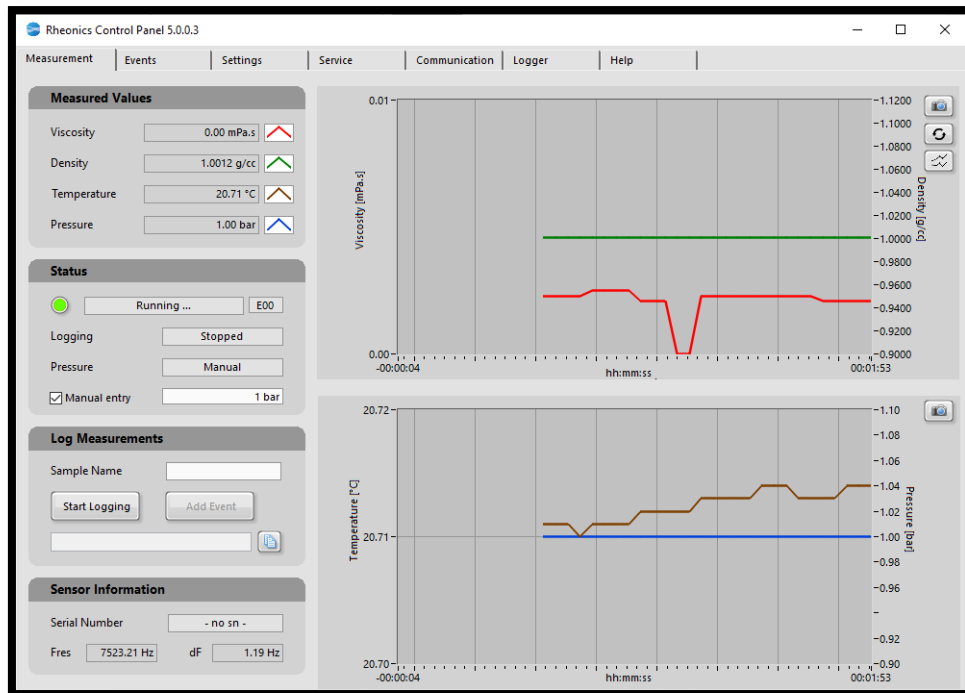 Rheonics Control Panel 5.0.0.3
Measurement Events Settings Service Communication Logger Help
Measured Values
Viscosity 0.00 mPa.s
Density 1.0012 g/cc
Temperature 20.71 °C
Pressure 1.00 bar
Status
Running ... E00
Logging Stopped
Pressure Manual
Manual entry 1 bar
Log Measurements
Sample Name
Start Logging Add Event
Sensor Information
Serial Number - no sn -
Fres 7523.21 Hz dF 1.19 Hz
0.01
Viscosity [mPa.s]
0.00
-00:00:04 hh:mm:ss 00:01:53
1.1200
1.1000
1.0800
1.0600
1.0400
1.0200
1.0000
0.9800
0.9600
0.9400
0.9200
0.9000
Density [g/cc]
20.72
20.71
20.70
Temperature [°C]
-00:00:04 hh:mm:ss 00:01:53
1.10
1.08
1.06
1.04
1.02
1.00
0.98
0.96
0.92
0.90
Pressure [bar]